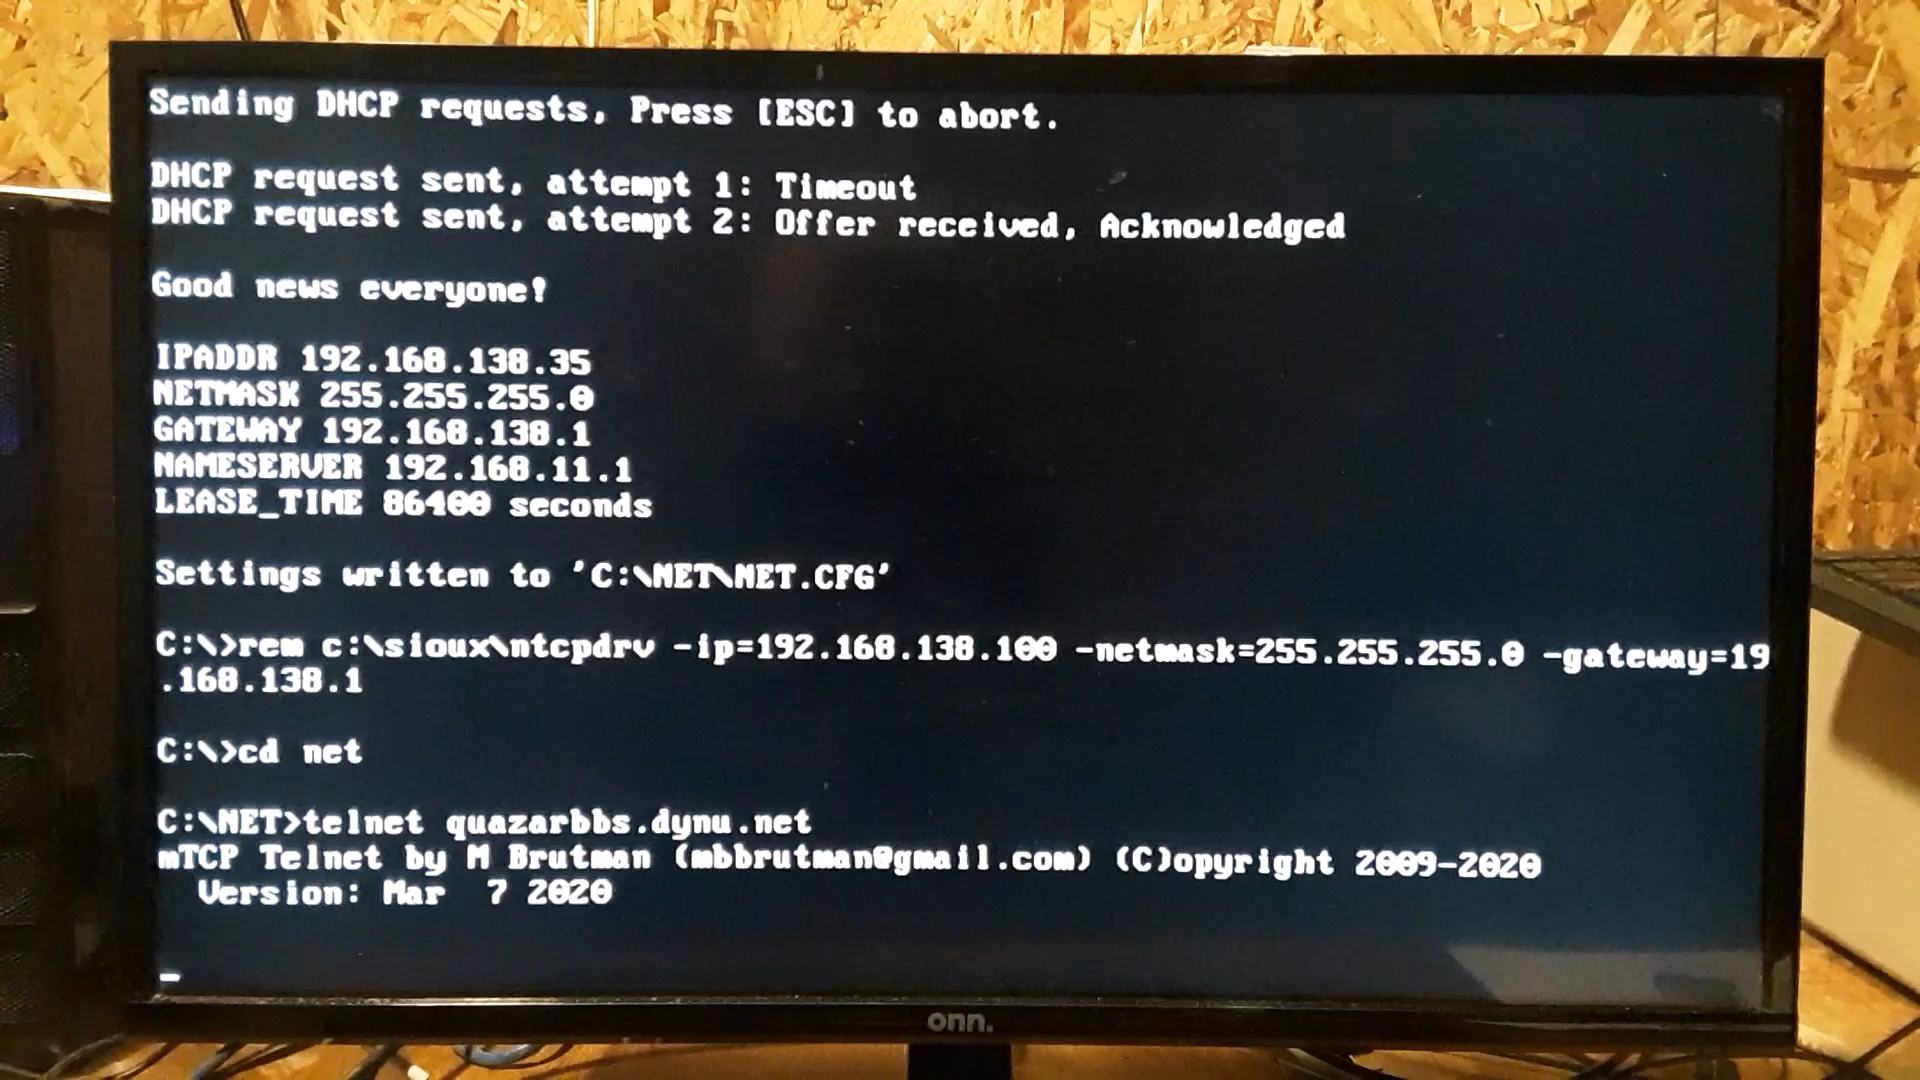 Sending DHCP requests, Press [ESC] to abort.
DHCP request sent, attempt 1: Timeout
DHCP request sent, attempt 2: Offer received, Acknowledged
Good news everyone!
IPADDR 192.168.138.35
NETMASK 255.255.255.0
GATEWAY 192.168.138.1
NAMESERVER 192.168.11.1
LEASE_TIME 86400 seconds
Settings written to 'C:\NET\NET.CFG'
C:\>rem c:\sioux\ntcpdrv -ip=192.168.138.100 -netmask=255.255.255.0 -gateway=19
.168.138.1
C:\>cd net
C:\NET>telnet quazarbbs.dynu.net
mTCP Telnet by M Brutman (mbbrutman@gmail.com) (C)opyright 2009-2020
Version: Mar  7 2020
onn.